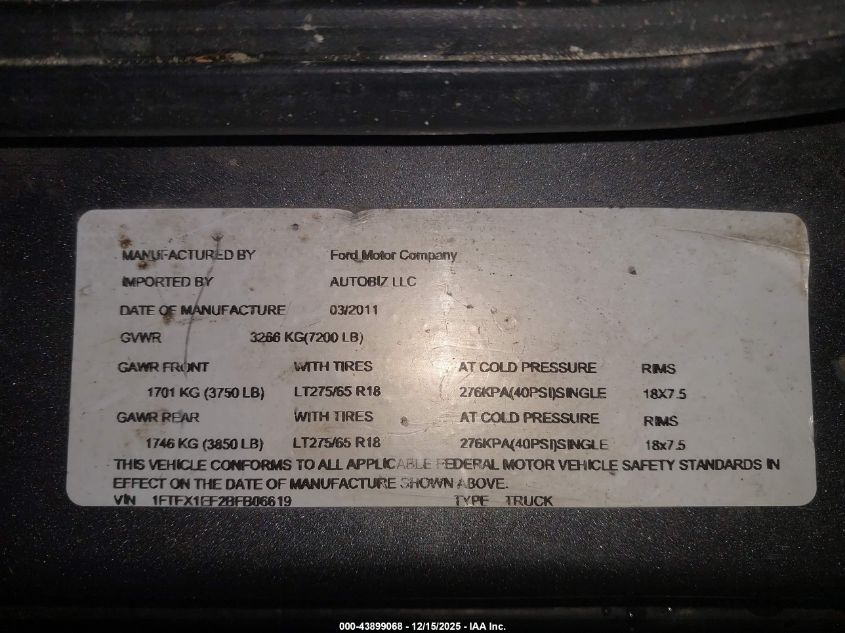 MANUFACTURED BY Ford Motor Company
IMPORTED BY AUTOBIZ LLC
DATE OF MANUFACTURE 03/2011
GVWR 3266 KG(7200 LB)
GAWR FRONT WITH TIRES AT COLD PRESSURE RIMS
1701 KG (3750 LB) LT275/65 R18 276KPA(40PSI)SINGLE 18X7.5
GAWR REAR WITH TIRES AT COLD PRESSURE RIMS
1746 KG (3850 LB) LT275/65 R18 276KPA(40PSI)SINGLE 18x7.5
THIS VEHICLE CONFORMS TO ALL APPLICABLE FEDERAL MOTOR VEHICLE SAFETY STANDARDS IN
EFFECT ON THE DATE OF MANUFACTURE SHOWN ABOVE.
VIN 1FTFX1EF2BFB06619 TYPE TRUCK
000-43899068 - 12/15/2025 - IAA Inc.